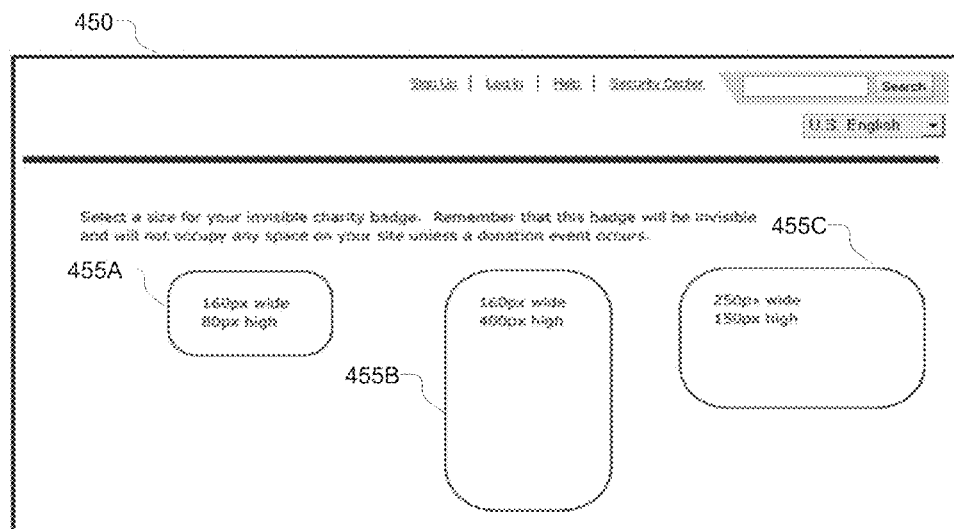 450
Sign Up | Log In | Help | Security Center Search
U.S. English
Select a size for your invisible charity badge. Remember that this badge will be invisible
and will not occupy any space on your site unless a donation event occurs.
455C
455A
160px wide
80px high
160px wide
400px high
250px wide
150px high
455B